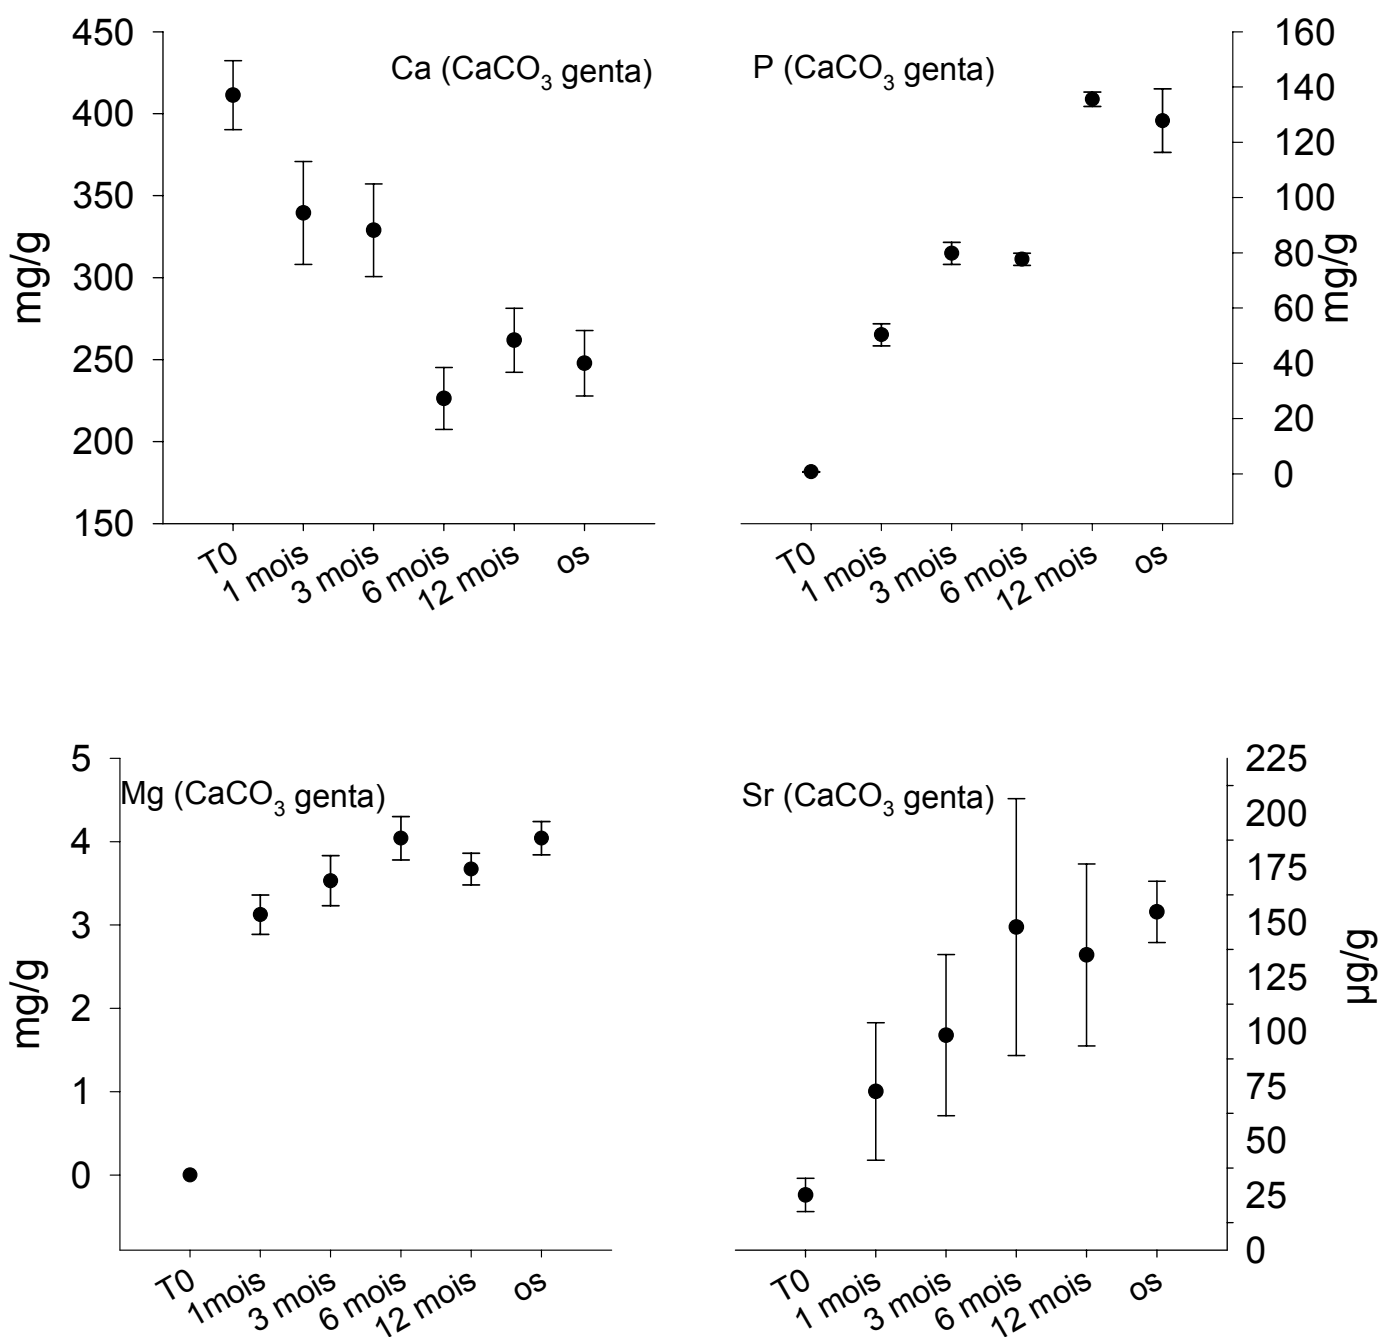 Ca (CaCO3 genta)
mg/g
450
400
350
300
250
200
150
T0
1 mois
3 mois
6 mois
12 mois
os
P (CaCO3 genta)
160
140
120
100
80
60
40
20
0
mg/g
T0
1 mois
3 mois
6 mois
12 mois
os
Mg (CaCO3 genta)
mg/g
5
4
3
2
1
0
T0
1mois
3 mois
6 mois
12 mois
os
Sr (CaCO3 genta)
225
200
175
150
125
100
75
50
25
0
µg/g
T0
1 mois
3 mois
6 mois
12 mois
os